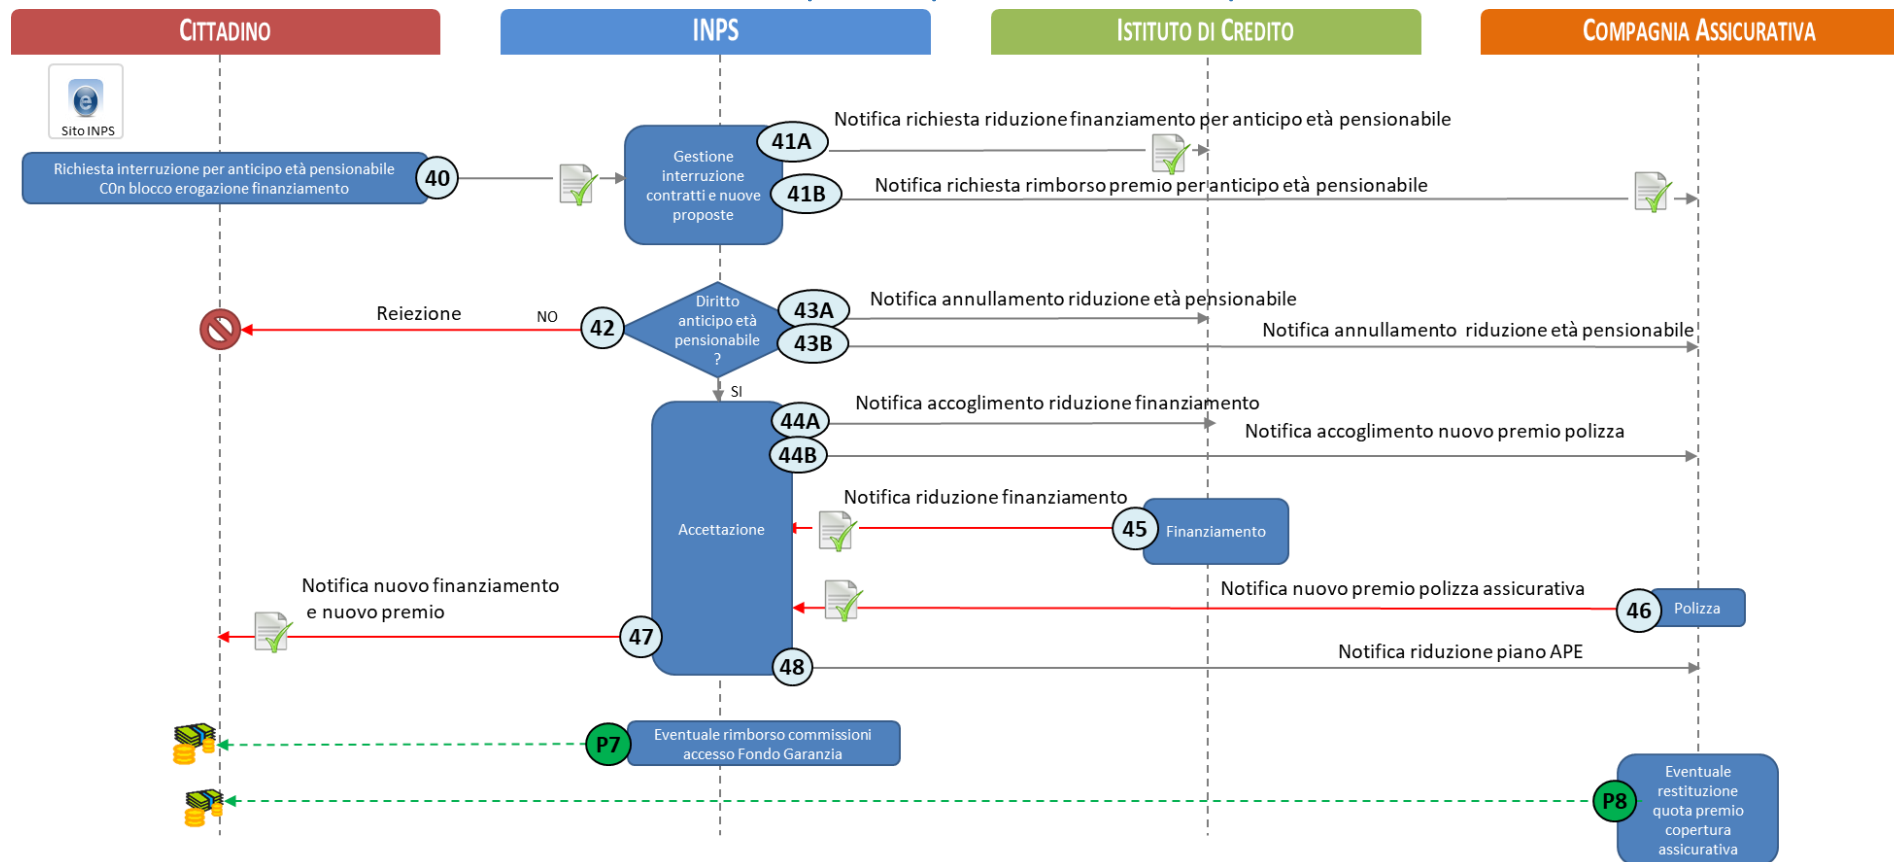 CITTADINO
INPS
ISTITUTO DI CREDITO
COMPAGNIA ASSICURATIVA
e
Sito INPS
Notifica richiesta riduzione finanziamento per anticipo età pensionabile
41A
Richiesta interruzione per anticipo età pensionabile
C0n blocco erogazione finanziamento
40
Gestione
interruzione
contratti e nuove
proposte
41B
Notifica richiesta rimborso premio per anticipo età pensionabile
Reiezione
NO
42
Diritto
anticipo età
pensionabile
?
43A
Notifica annullamento riduzione età pensionabile
43B
Notifica annullamento riduzione età pensionabile
SI
44A
Notifica accoglimento riduzione finanziamento
44B
Notifica accoglimento nuovo premio polizza
Accettazione
Notifica riduzione finanziamento
45
Finanziamento
Notifica nuovo premio polizza assicurativa
46
Polizza
Notifica nuovo finanziamento
e nuovo premio
47
48
Notifica riduzione piano APE
P7
Eventuale rimborso commissioni
accesso Fondo Garanzia
P8
Eventuale
restituzione
quota premio
copertura
assicurativa